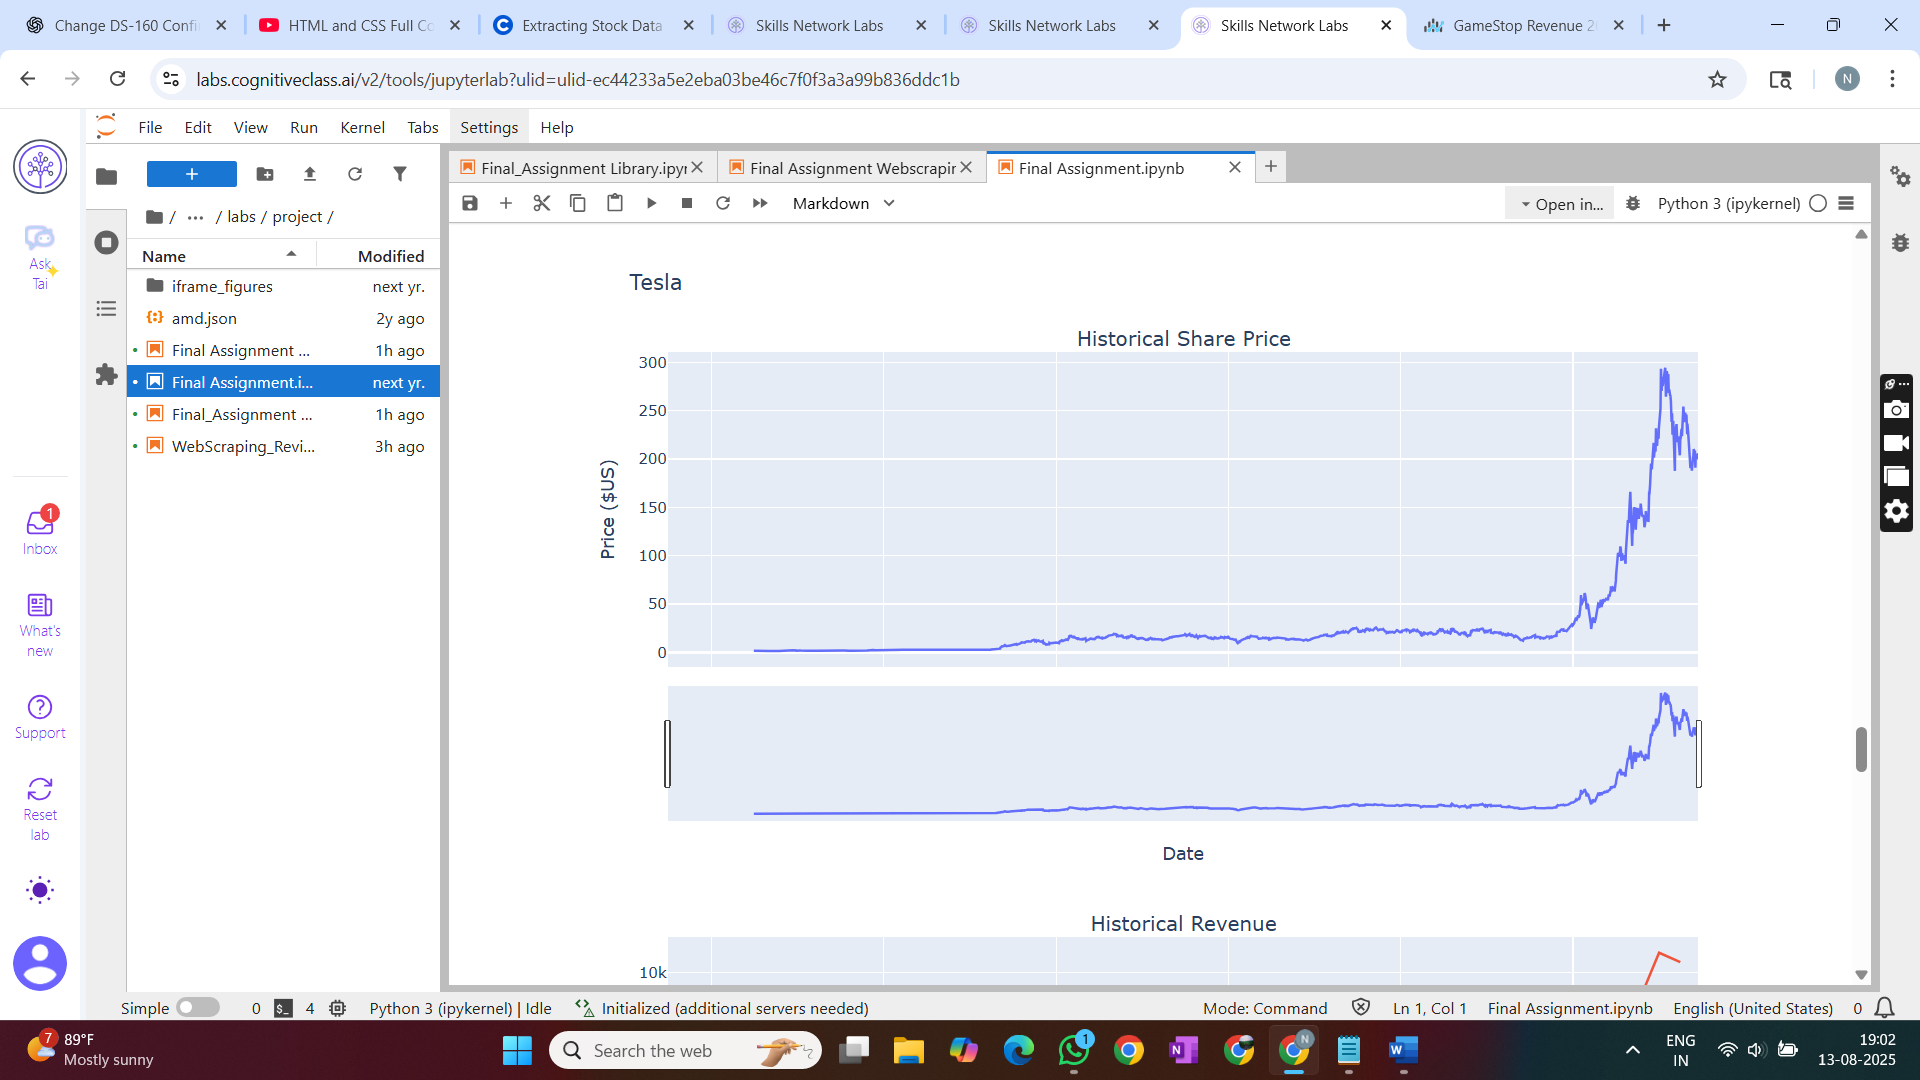 Change DS-160 Confi
HTML and CSS Full Co
Extracting Stock Data
Skills Network Labs
Skills Network Labs
Skills Network Labs
GameStop Revenue 2
labs.cognitiveclass.ai/v2/tools/jupyterlab?ulid=ulid-ec44233a5e2eba03be46c7f0f3a3a99b836ddc1b
N
File Edit View Run Kernel Tabs Settings Help
Ask
Tai
1
Inbox
What's
new
Support
Reset
lab
/ ··· / labs / project /
Name Modified
iframe_figures next yr.
amd.json 2y ago
Final Assignment ... 1h ago
Final Assignment.i... next yr.
Final_Assignment ... 1h ago
WebScraping_Revi... 3h ago
Final_Assignment Library.ipyr
Final Assignment Webscrapir
Final Assignment.ipynb
Markdown
Open in...
Python 3 (ipykernel)
Tesla
Historical Share Price
300
250
200
150
100
50
0
Price ($US)
Date
Historical Revenue
10k
Simple 0 4 Python 3 (ipykernel) | Idle Initialized (additional servers needed) Mode: Command Ln 1, Col 1 Final Assignment.ipynb English (United States) 0
7
89°F
Mostly sunny
Search the web
1
N
N
W
ENG
IN
19:02
13-08-2025